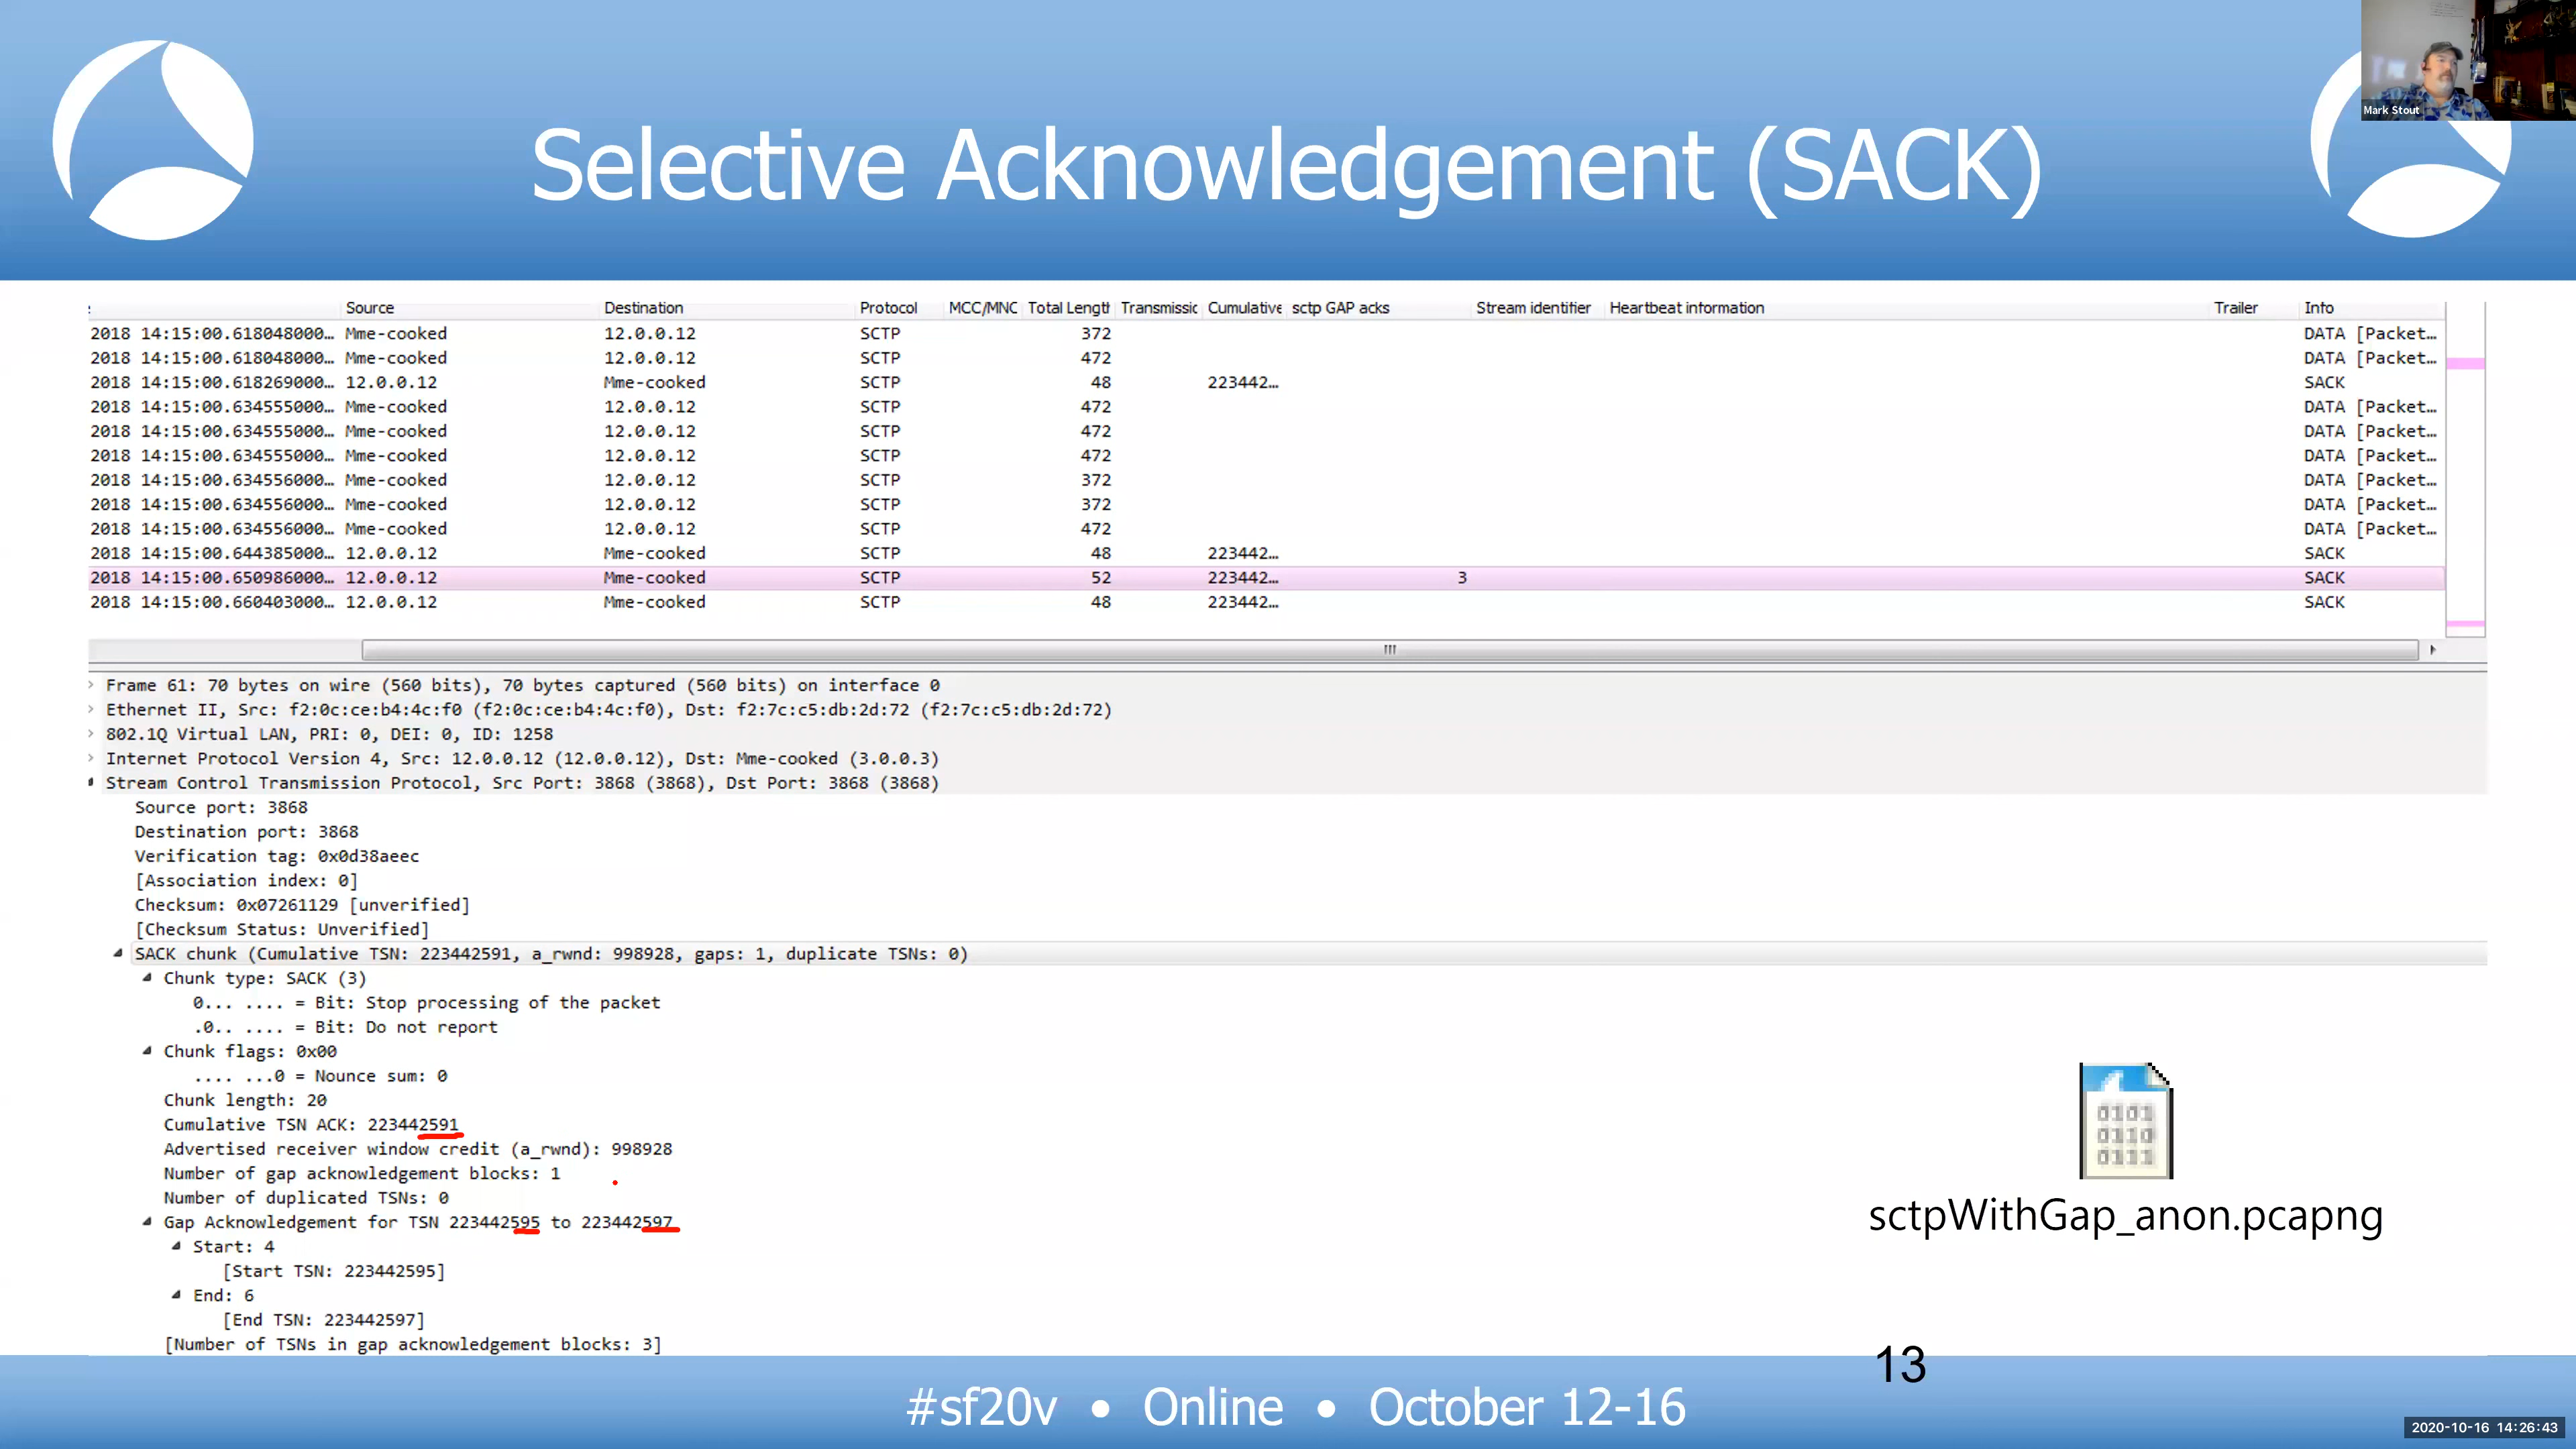 Mark Stout
Selective Acknowledgement (SACK)
Source Destination Protocol MCC/MNC Total Lengtl Transmissic Cumulative sctp GAP acks Stream identifier Heartbeat information Trailer Info
2018 14:15:00.618048000… Mme-cooked 12.0.0.12 SCTP 372 DATA [Packet…
2018 14:15:00.618048000… Mme-cooked 12.0.0.12 SCTP 472 DATA [Packet…
2018 14:15:00.618269000… 12.0.0.12 Mme-cooked SCTP 48 223442… SACK
2018 14:15:00.634555000… Mme-cooked 12.0.0.12 SCTP 472 DATA [Packet…
2018 14:15:00.634555000… Mme-cooked 12.0.0.12 SCTP 472 DATA [Packet…
2018 14:15:00.634555000… Mme-cooked 12.0.0.12 SCTP 472 DATA [Packet…
2018 14:15:00.634556000… Mme-cooked 12.0.0.12 SCTP 372 DATA [Packet…
2018 14:15:00.634556000… Mme-cooked 12.0.0.12 SCTP 372 DATA [Packet…
2018 14:15:00.634556000… Mme-cooked 12.0.0.12 SCTP 472 DATA [Packet…
2018 14:15:00.644385000… 12.0.0.12 Mme-cooked SCTP 48 223442… SACK
2018 14:15:00.650986000… 12.0.0.12 Mme-cooked SCTP 52 223442… 3 SACK
2018 14:15:00.660403000… 12.0.0.12 Mme-cooked SCTP 48 223442… SACK
Frame 61: 70 bytes on wire (560 bits), 70 bytes captured (560 bits) on interface 0
Ethernet II, Src: f2:0c:ce:b4:4c:f0 (f2:0c:ce:b4:4c:f0), Dst: f2:7c:c5:db:2d:72 (f2:7c:c5:db:2d:72)
802.1Q Virtual LAN, PRI: 0, DEI: 0, ID: 1258
Internet Protocol Version 4, Src: 12.0.0.12 (12.0.0.12), Dst: Mme-cooked (3.0.0.3)
Stream Control Transmission Protocol, Src Port: 3868 (3868), Dst Port: 3868 (3868)
Source port: 3868
Destination port: 3868
Verification tag: 0x0d38aeec
[Association index: 0]
Checksum: 0x07261129 [unverified]
[Checksum Status: Unverified]
SACK chunk (Cumulative TSN: 223442591, a_rwnd: 998928, gaps: 1, duplicate TSNs: 0)
Chunk type: SACK (3)
0... .... = Bit: Stop processing of the packet
.0.. .... = Bit: Do not report
Chunk flags: 0x00
.... ...0 = Nounce sum: 0
Chunk length: 20
Cumulative TSN ACK: 223442591
Advertised receiver window credit (a_rwnd): 998928
Number of gap acknowledgement blocks: 1
Number of duplicated TSNs: 0
Gap Acknowledgement for TSN 223442595 to 223442597
Start: 4
[Start TSN: 223442595]
End: 6
[End TSN: 223442597]
[Number of TSNs in gap acknowledgement blocks: 3]
0101
0110
0111
sctpWithGap_anon.pcapng
13
#sf20v • Online • October 12-16
2020-10-16 14:26:43